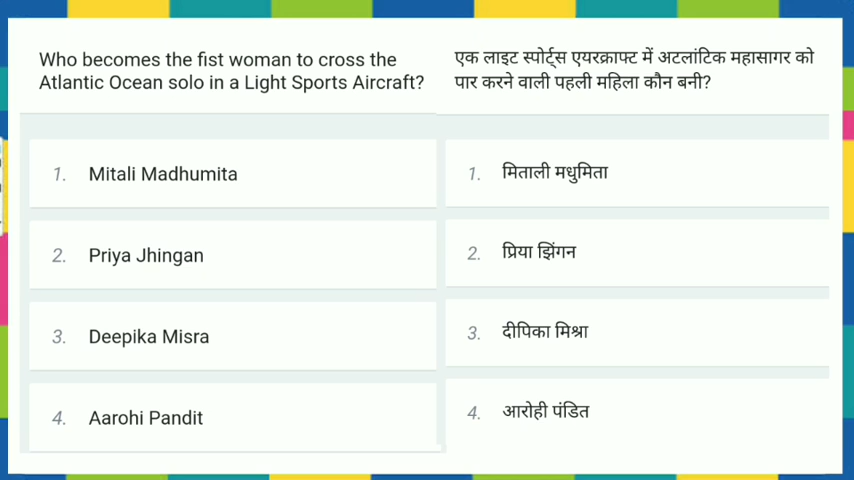 Who becomes the fist woman to cross the
Atlantic Ocean solo in a Light Sports Aircraft?
1. Mitali Madhumita
2. Priya Jhingan
3. Deepika Misra
4. Aarohi Pandit
एक लाइट स्पोर्ट्स एयरक्राफ्ट में अटलांटिक महासागर को
पार करने वाली पहली महिला कौन बनी?
1. मिताली मधुमिता
2. प्रिया झिंगन
3. दीपिका मिश्रा
4. आरोही पंडित